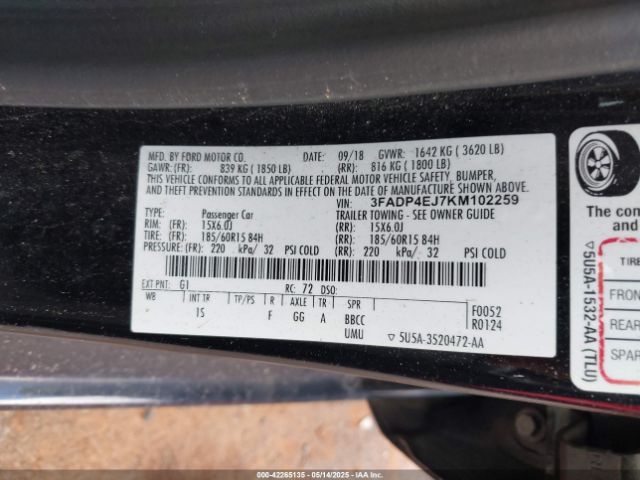 MFD. BY FORD MOTOR CO. DATE: 09/18 GVWR: 1642 KG ( 3620 LB)
GAWR: (FR): 839 KG ( 1850 LB) (RR): 816 KG ( 1800 LB)
THIS VEHICLE CONFORMS TO ALL APPLICABLE FEDERAL MOTOR VEHICLE SAFETY, BUMPER,
AND THEFT PREVENTION STANDARDS IN EFFECT ON THE DATE OF MANUFACTURE SHOWN ABOVE.
VIN: 3FADP4EJ7KM102259
TYPE: Passenger Car TRAILER TOWING - SEE OWNER GUIDE
RIM: (FR): 15X6.0J (RR): 15X6.0J
TIRE: (FR): 185/60R15 84H (RR): 185/60R15 84H
PRESSURE: (FR): 220 kPa/ 32 PSI COLD (RR): 220 kPa/ 32 PSI COLD
EXT PNT: G1 RC: 72 DSO:
WB INT TR TP/PS R AXLE TR SPR
1S F GG A BBCC
UMU
F0052
R0124
▽ 5U5A-3520472-AA
The con
▽5U5A-1532-AA (TLU)
TIRE
FRON
REAR
SPAR
000-42265135 - 05/14/2025 - IAAI.COM